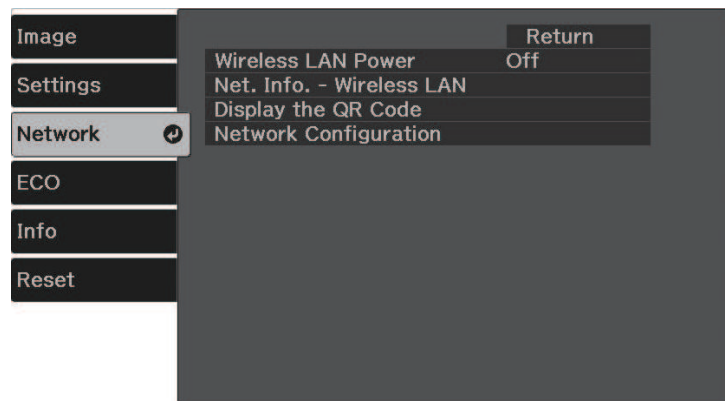 Image
Settings
Network
ECO
Info
Reset
Return
Wireless LAN Power Off
Net. Info. - Wireless LAN
Display the QR Code
Network Configuration